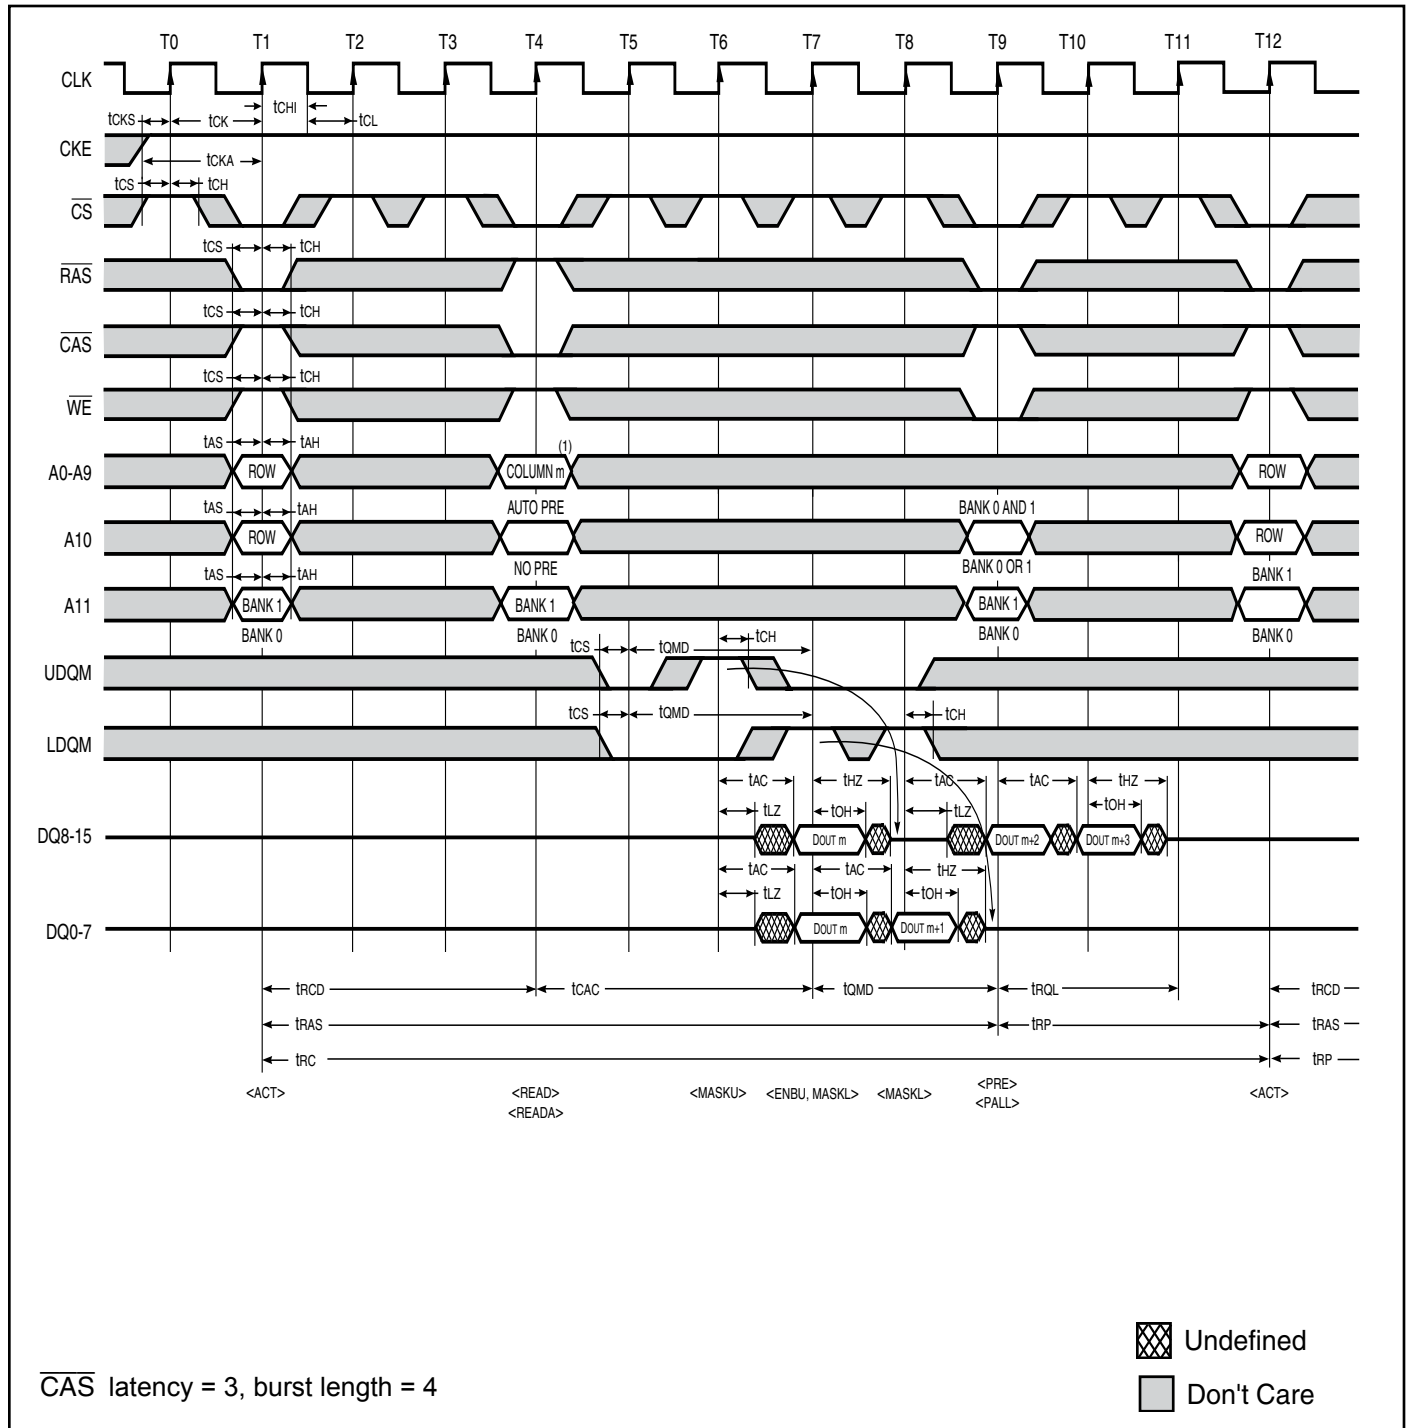 T0 T1 T2 T3 T4 T5 T6 T7 T8 T9 T10 T11 T12
CLK
tCHI
tCKS tCK tCL
CKE
tCKA
tCS tCH
CS
tCS tCH
RAS
tCS tCH
CAS
tCS tCH
WE
tAS tAH (1)
A0-A9 ROW COLUMN m ROW
tAS tAH AUTO PRE BANK 0 AND 1
A10 ROW ROW
NO PRE BANK 0 OR 1
tAS tAH BANK 1
A11 BANK 1 BANK 1 BANK 1
BANK 0 BANK 0 BANK 0 BANK 0
tCS tQMD tCH
UDQM
tCS tQMD tCH
LDQM
tAC tHZ tAC tAC tHZ
tLZ tOH tLZ tOH
DQ8-15 DOUT m DOUT m+2 DOUT m+3
tAC tAC tHZ
tLZ tOH tOH
DQ0-7 DOUT m DOUT m+1
tRCD tCAC tQMD tRQL tRCD
tRAS tRP tRAS
tRC tRP
<ACT> <READ> <MASKU> <ENBU, MASKL> <MASKL> <PRE> <ACT>
<READA> <PALL>
Undefined
CAS latency = 3, burst length = 4
Don't Care